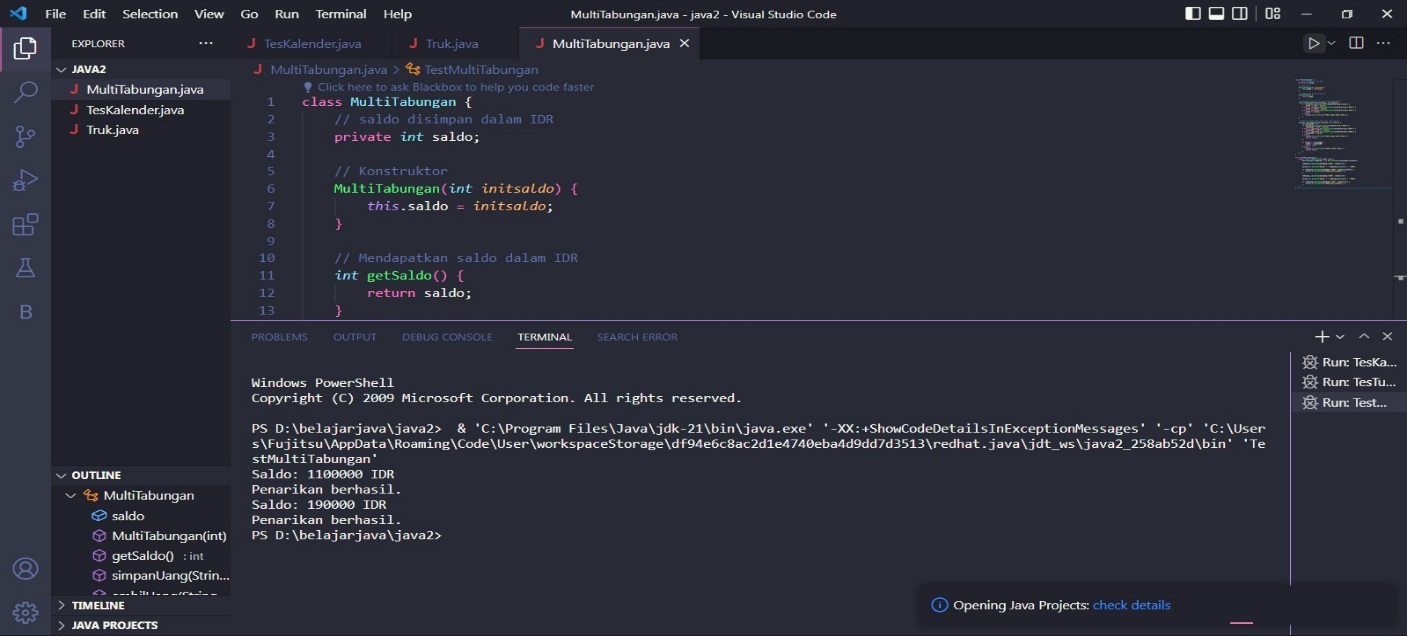 File Edit Selection View Go Run Terminal Help MultiTabungan.java - java2 - Visual Studio Code
EXPLORER ...
JAVA2
MultiTabungan.java
TesKalender.java
Truk.java
TesKalender.java Truk.java MultiTabungan.java
MultiTabungan.java > TestMultiTabungan
Click here to ask Blackbox to help you code faster
1 class MultiTabungan {
2 // saldo disimpan dalam IDR
3 private int saldo;
4
5 // Konstruktor
6 MultiTabungan(int initsaldo) {
7 this.saldo = initsaldo;
8 }
9
10 // Mendapatkan saldo dalam IDR
11 int getSaldo() {
12 return saldo;
13 }
PROBLEMS OUTPUT DEBUG CONSOLE TERMINAL SEARCH ERROR
Windows PowerShell
Copyright (C) 2009 Microsoft Corporation. All rights reserved.
PS D:\belajarjava\java2> & 'C:\Program Files\Java\jdk-21\bin\java.exe' '-XX:+ShowCodeDetailsInExceptionMessages' '-cp' 'C:\User
s\Fujitsu\AppData\Roaming\Code\User\workspaceStorage\df94e6c8ac2d1e4740eba4d9dd7d3513\redhat.java\jdt_ws\java2_258ab52d\bin' 'Te
stMultiTabungan'
Saldo: 1100000 IDR
Penarikan berhasil.
Saldo: 190000 IDR
Penarikan berhasil.
PS D:\belajarjava\java2>
Run: TesKa...
Run: TesTu...
Run: Test...
OUTLINE
MultiTabungan
saldo
MultiTabungan(int)
getSaldo() : int
simpanUang(Strin...
TIMELINE
JAVA PROJECTS
B
Opening Java Projects: check details